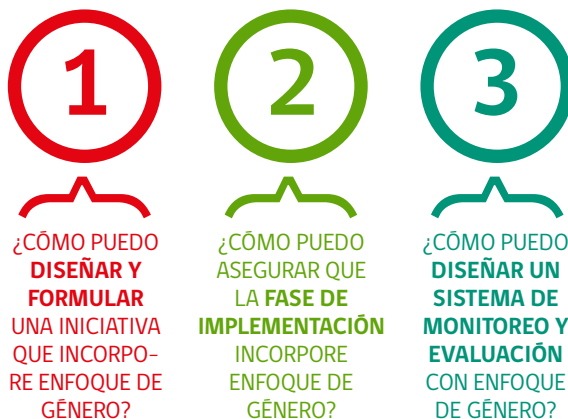 1
¿CÓMO PUEDO
DISEÑAR Y
FORMULAR
UNA INICIATIVA
QUE INCORPO-
RE ENFOQUE DE
GÉNERO?
2
¿CÓMO PUEDO
ASEGURAR QUE
LA FASE DE
IMPLEMENTACIÓN
INCORPORE
ENFOQUE DE
GÉNERO?
3
¿CÓMO PUEDO
DISEÑAR UN
SISTEMA DE
MONITOREO Y
EVALUACIÓN
CON ENFOQUE
DE GÉNERO?